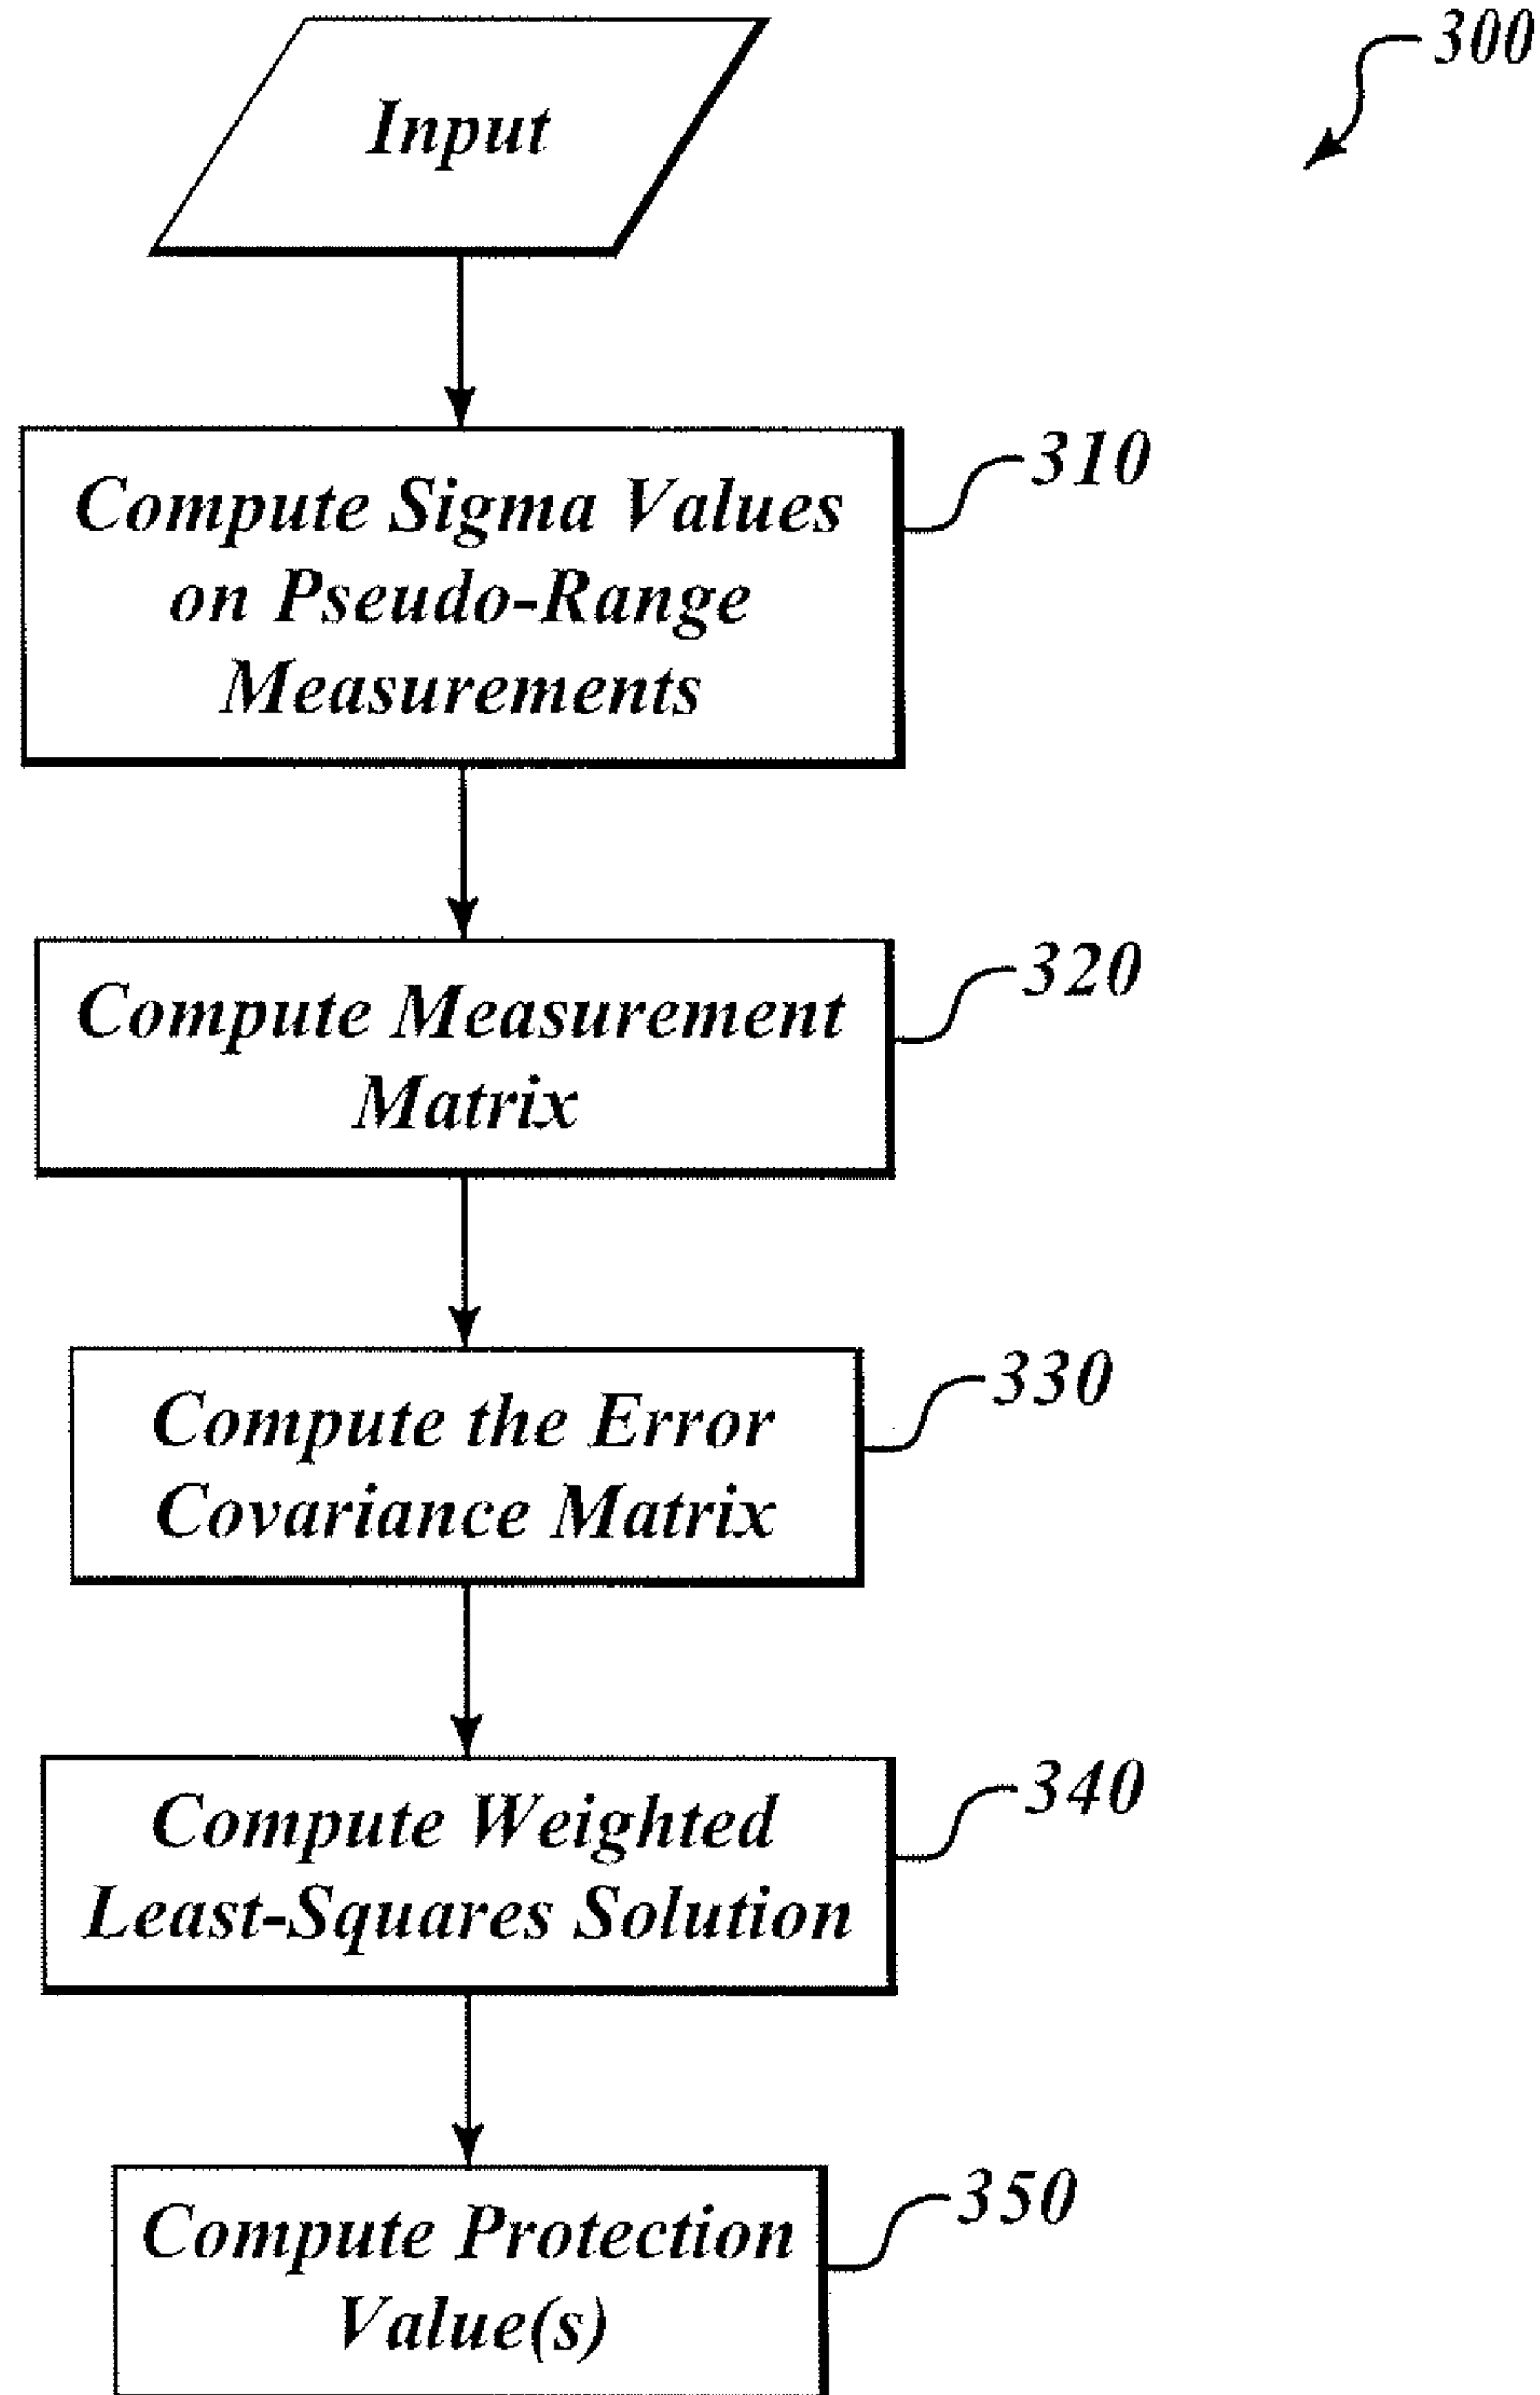 300
Input
310
Compute Sigma Values
on Pseudo-Range
Measurements
320
Compute Measurement
Matrix
330
Compute the Error
Covariance Matrix
340
Compute Weighted
Least-Squares Solution
350
Compute Protection
Value(s)